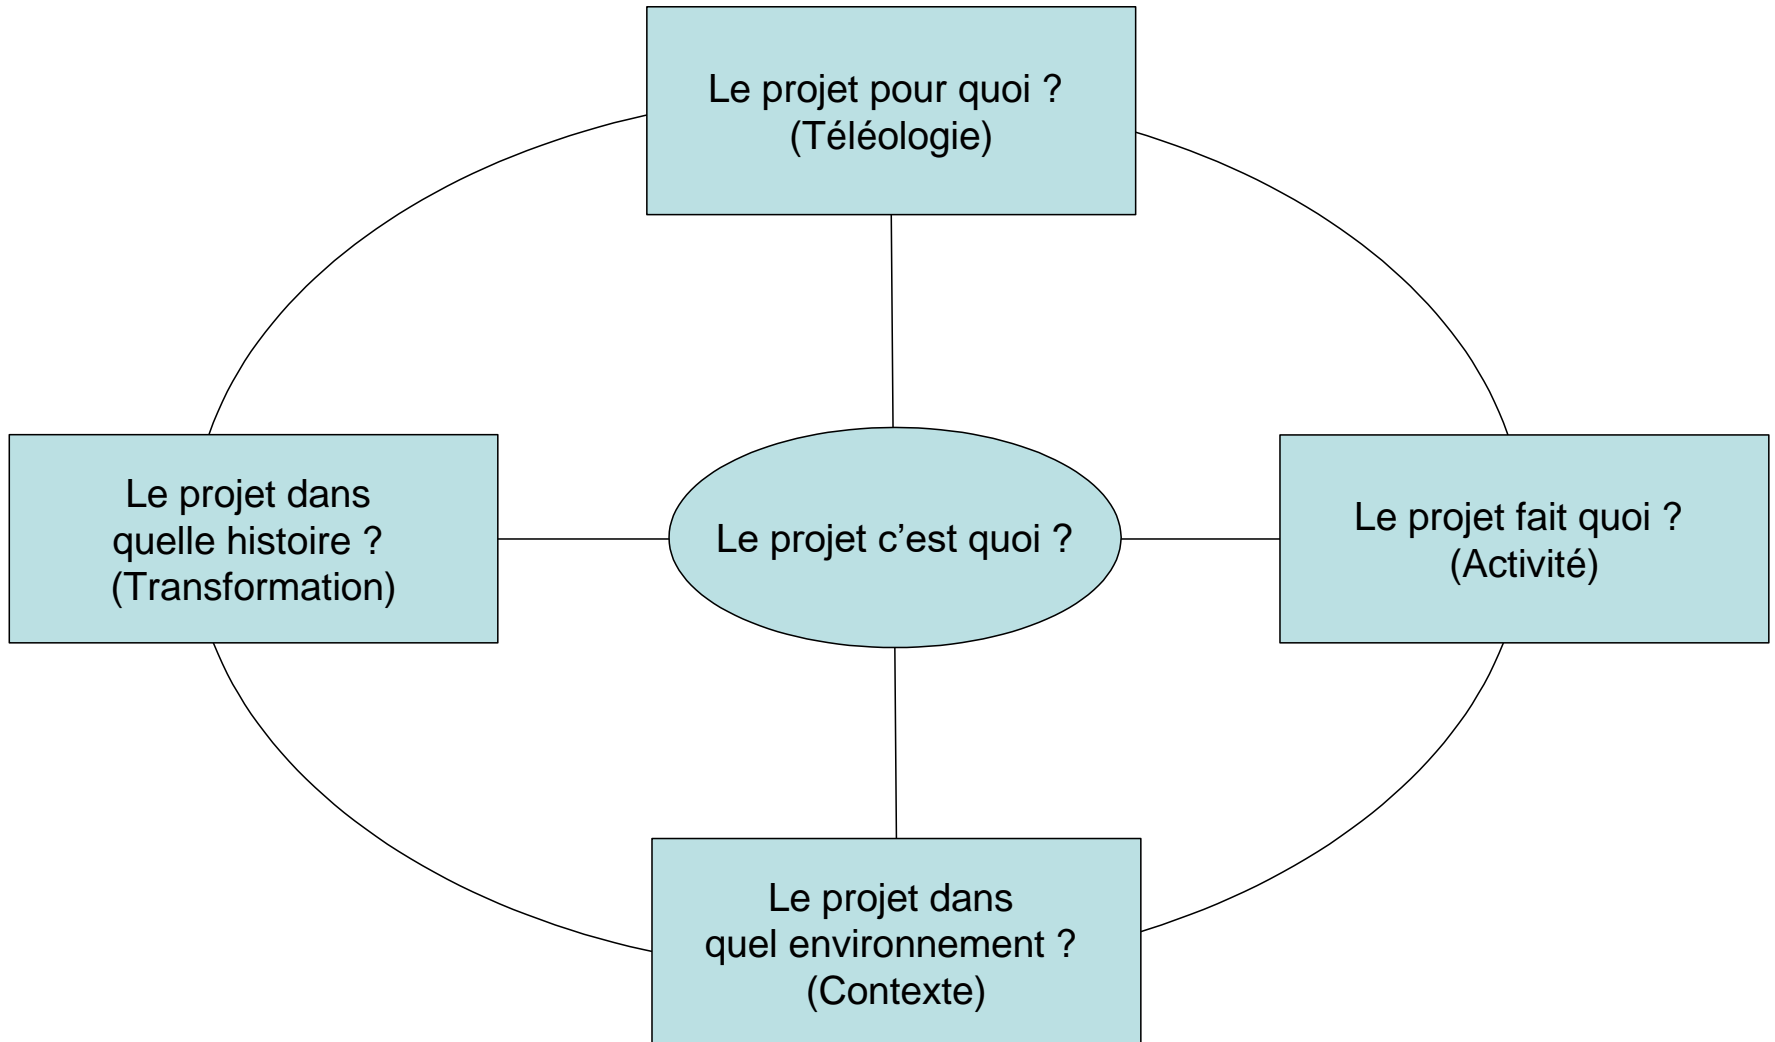 Le projet pour quoi ?
(Téléologie)
Le projet dans
quelle histoire ?
(Transformation)
Le projet c'est quoi ?
Le projet fait quoi ?
(Activité)
Le projet dans
quel environnement ?
(Contexte)